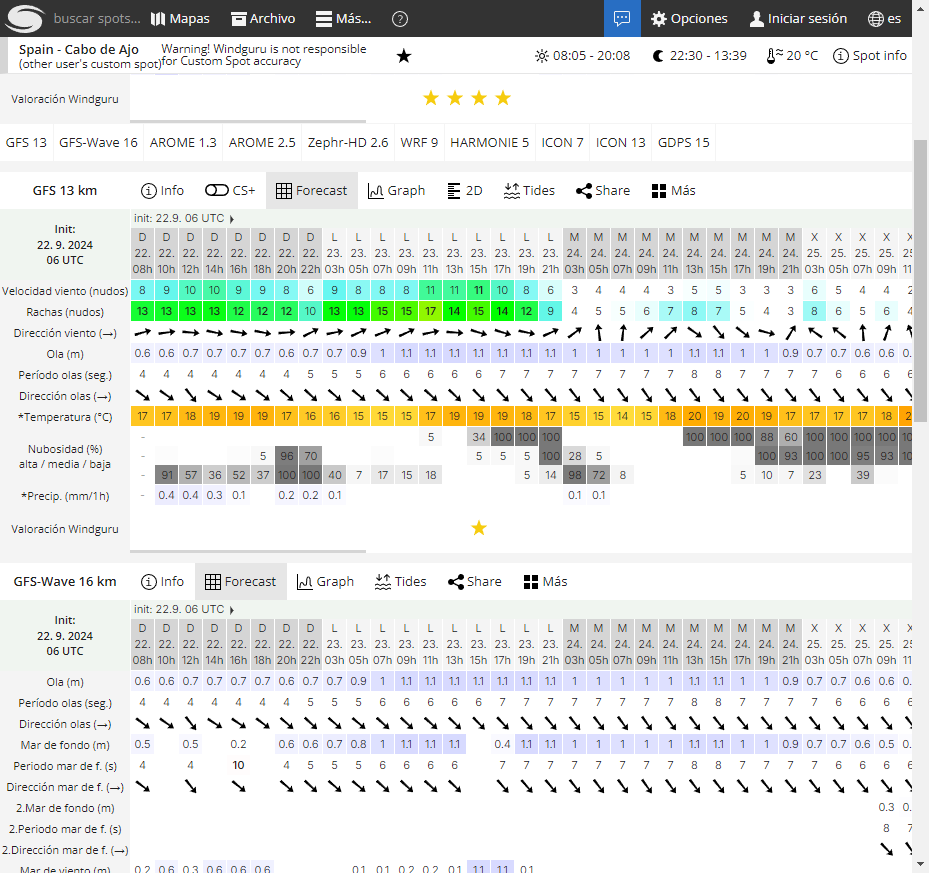 buscar spots... Mapas Archivo Más... ? Opciones Iniciar sesión es
Spain - Cabo de Ajo
(other user's custom spot)
Warning! Windguru is not responsible
for Custom Spot accuracy
08:05 - 20:08 22:30 - 13:39 20 °C Spot info
Valoración Windguru
GFS 13 GFS-Wave 16 AROME 1.3 AROME 2.5 Zephr-HD 2.6 WRF 9 HARMONIE 5 ICON 7 ICON 13 GDPS 15
GFS 13 km Info CS+ Forecast Graph 2D Tides Share Más
init: 22.9. 06 UTC
Init:
22. 9. 2024
06 UTC
D D D D D D D D L L L L L L L L L L M M M M M M M M M M X X X X X
22. 22. 22. 22. 22. 22. 22. 22. 23. 23. 23. 23. 23. 23. 23. 23. 23. 23. 24. 24. 24. 24. 24. 24. 24. 24. 24. 24. 25. 25. 25. 25. 25.
08h 10h 12h 14h 16h 18h 20h 22h 03h 05h 07h 09h 11h 13h 15h 17h 19h 21h 03h 05h 07h 09h 11h 13h 15h 17h 19h 21h 03h 05h 07h 09h 11
Velocidad viento (nudos) 8 9 10 10 9 9 8 6 9 8 8 8 11 11 11 10 8 6 3 4 4 4 3 5 5 3 3 3 6 5 4 4 2
Rachas (nudos) 13 13 13 13 12 12 12 10 13 13 15 15 17 14 15 14 12 9 4 5 5 6 7 8 7 5 4 3 8 6 5 6 4
Dirección viento (→)
Ola (m) 0.6 0.6 0.7 0.7 0.7 0.7 0.6 0.7 0.9 1 1.1 1.1 1.1 1.1 1.1 1.1 1.1 1.1 1 1 1 1 1 1.1 1.1 1 1 0.9 0.7 0.7 0.6 0.6 0.
Período olas (seg.) 4 4 4 4 4 4 4 5 5 5 6 6 6 6 6 7 7 7 7 7 7 7 7 8 8 7 7 7 7 6 6 6 6
Dirección olas (→)
*Temperatura (°C) 17 17 18 19 19 19 17 16 16 15 15 15 17 19 19 19 18 17 15 15 14 15 18 20 19 20 19 17 17 17 17 18 2
Nubosidad (%)
alta / media / baja
- 5 34 100 100 100 100 100 100 88 60 100 100 100 100 10
- 5 96 70 5 5 5 100 28 5 100 93 100 100 95 93 10
- 91 57 36 52 37 100 100 40 7 17 15 18 5 14 98 72 8 5 10 7 23 39
*Precip. (mm/1h) - 0.4 0.4 0.3 0.1 0.2 0.2 0.1 0.1 0.1
Valoración Windguru
GFS-Wave 16 km Info Forecast Graph Tides Share Más
init: 22.9. 06 UTC
Init:
22. 9. 2024
06 UTC
D D D D D D D D L L L L L L L L L L M M M M M M M M M M X X X X X
22. 22. 22. 22. 22. 22. 22. 22. 23. 23. 23. 23. 23. 23. 23. 23. 23. 23. 24. 24. 24. 24. 24. 24. 24. 24. 24. 24. 25. 25. 25. 25. 25.
08h 10h 12h 14h 16h 18h 20h 22h 03h 05h 07h 09h 11h 13h 15h 17h 19h 21h 03h 05h 07h 09h 11h 13h 15h 17h 19h 21h 03h 05h 07h 09h 11
Ola (m) 0.6 0.6 0.7 0.7 0.7 0.7 0.6 0.7 0.9 1 1.1 1.1 1.1 1.1 1.1 1.1 1.1 1.1 1 1 1 1 1 1.1 1.1 1 1 0.9 0.7 0.7 0.6 0.6 0.
Período olas (seg.) 4 4 4 4 4 4 4 5 5 5 6 6 6 6 6 7 7 7 7 7 7 7 7 8 8 7 7 7 7 6 6 6 6
Dirección olas (→)
Mar de fondo (m) 0.5 0.5 0.2 0.6 0.6 0.7 0.8 1 1.1 1.1 1.1 0.4 1.1 1.1 1 1 1 1 1 1.1 1.1 1 1 0.9 0.7 0.7 0.6 0.5 0.
Periodo mar de f. (s) 4 4 10 4 5 5 5 6 6 6 6 7 7 7 7 7 7 7 7 8 8 7 7 7 7 6 6 6 6
Dirección mar de f. (→)
2.Mar de fondo (m) 0.3 0.
2.Periodo mar de f. (s) 8 7
2.Dirección mar de f. (→)
Mar de viento (m) 0.2 0.6 0.3 0.6 0.6 0.6 0.1 0.1 0.2 0.2 0.1 1.1 1.1 0.1